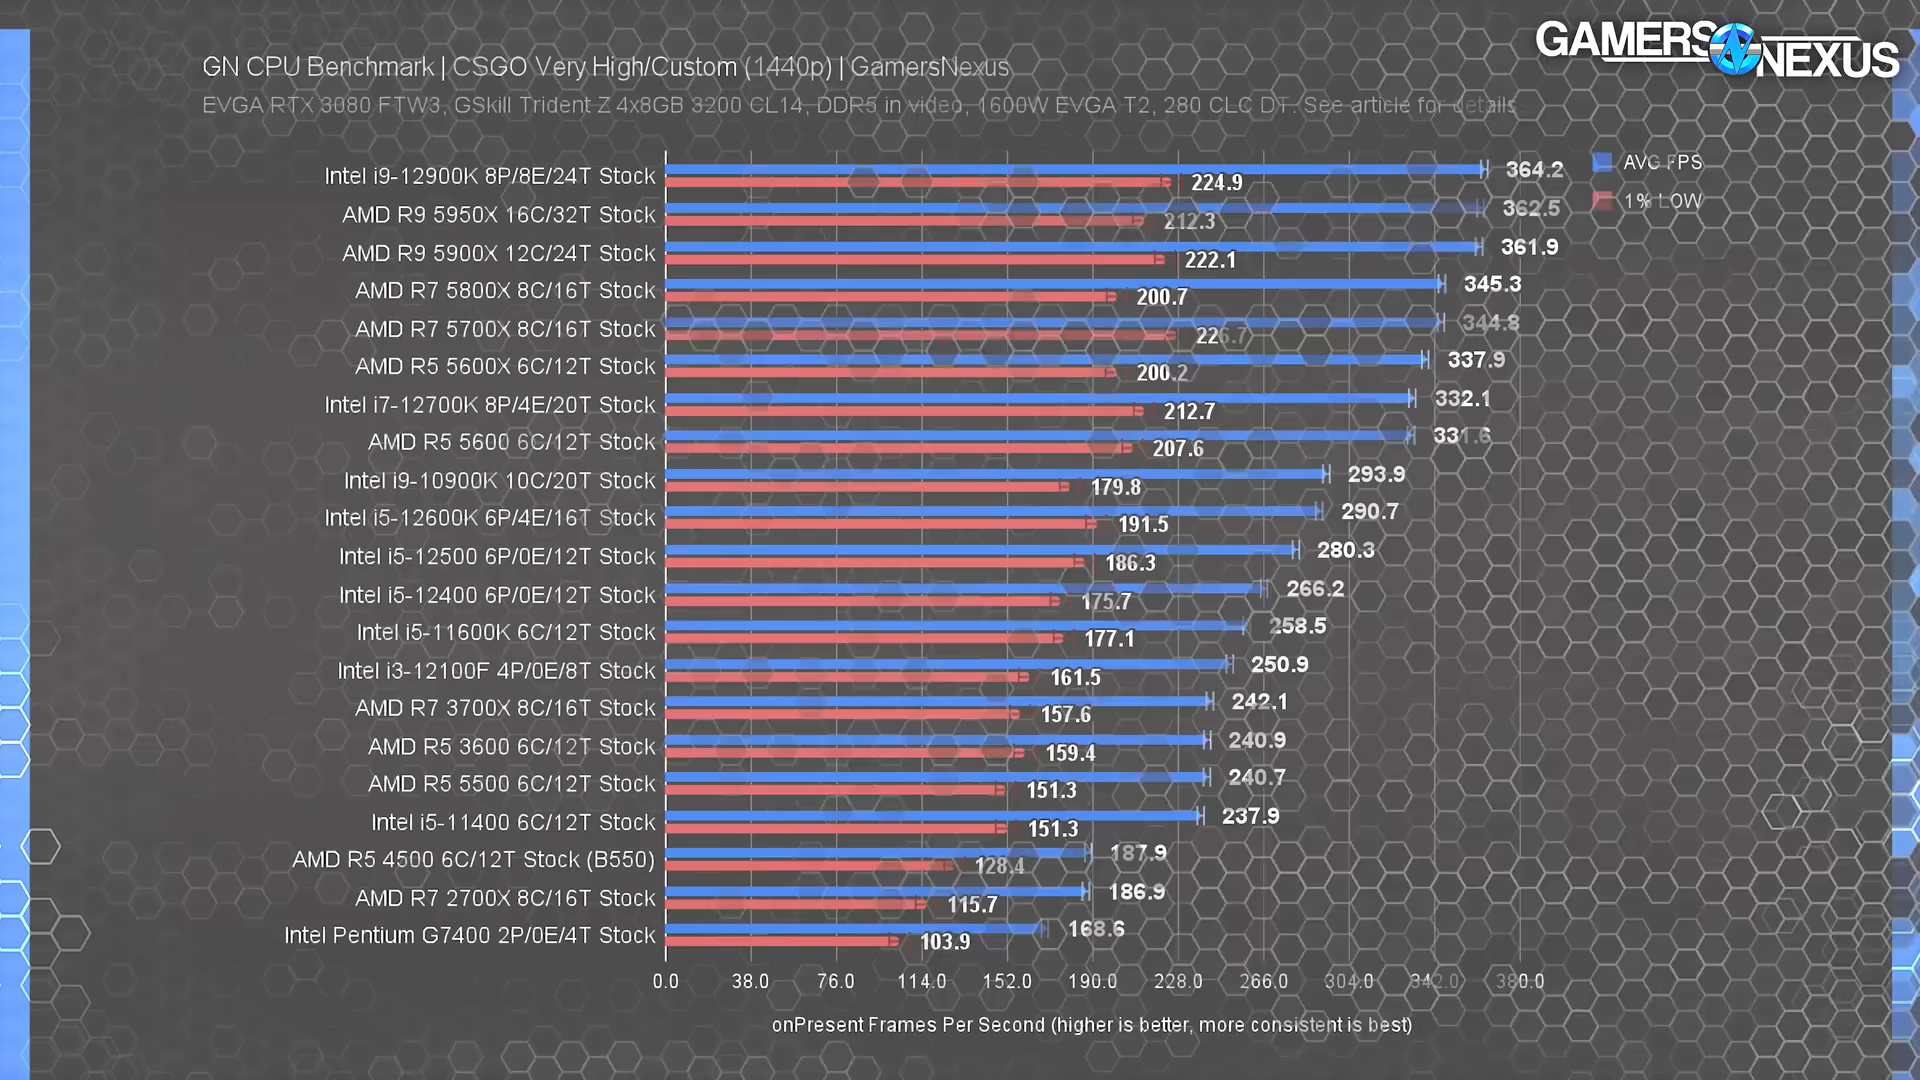 GAMERS NEXUS
GN CPU Benchmark | CSGO Very High/Custom (1440p) | GamersNexus
EVGA RTX 3080 FTW3, GSkill Trident Z 4x8GB 3200 CL14, DDR5 in video, 1600W EVGA T2, 280 CLC DT. See article for details.
AVG FPS
1% LOW
Intel i9-12900K 8P/8E/24T Stock 364.2 224.9
AMD R9 5950X 16C/32T Stock 362.5 212.3
AMD R9 5900X 12C/24T Stock 361.9 222.1
AMD R7 5800X 8C/16T Stock 345.3 200.7
AMD R7 5700X 8C/16T Stock 344.8 226.7
AMD R5 5600X 6C/12T Stock 337.9 200.2
Intel i7-12700K 8P/4E/20T Stock 332.1 212.7
AMD R5 5600 6C/12T Stock 331.6 207.6
Intel i9-10900K 10C/20T Stock 293.9 179.8
Intel i5-12600K 6P/4E/16T Stock 290.7 191.5
Intel i5-12500 6P/0E/12T Stock 280.3 186.3
Intel i5-12400 6P/0E/12T Stock 266.2 175.7
Intel i5-11600K 6C/12T Stock 258.5 177.1
Intel i3-12100F 4P/0E/8T Stock 250.9 161.5
AMD R7 3700X 8C/16T Stock 242.1 157.6
AMD R5 3600 6C/12T Stock 240.9 159.4
AMD R5 5500 6C/12T Stock 240.7 151.3
Intel i5-11400 6C/12T Stock 237.9 151.3
AMD R5 4500 6C/12T Stock (B550) 187.9 128.4
AMD R7 2700X 8C/16T Stock 186.9 115.7
Intel Pentium G7400 2P/0E/4T Stock 168.6 103.9
0.0 38.0 76.0 114.0 152.0 190.0 228.0 266.0 304.0 342.0 380.0
onPresent Frames Per Second (higher is better, more consistent is best)